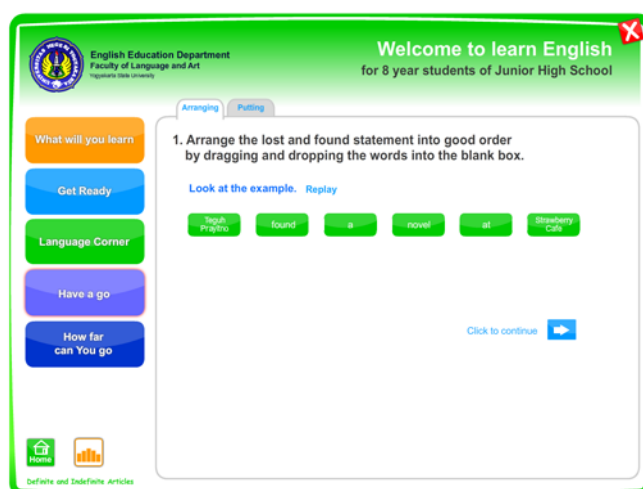 English Education Department
Faculty of Language and Art
Yogyakarta State University
Welcome to learn English
for 8 year students of Junior High School
Arranging
Putting
What will you learn
Get Ready
Language Corner
Have a go
How far
can You go
1. Arrange the lost and found statement into good order
by dragging and dropping the words into the blank box.
Look at the example. Replay
Teguh
Prayitno
found
a
novel
at
Strawberry
Cafe
Click to continue
Home
Definite and Indefinite Articles